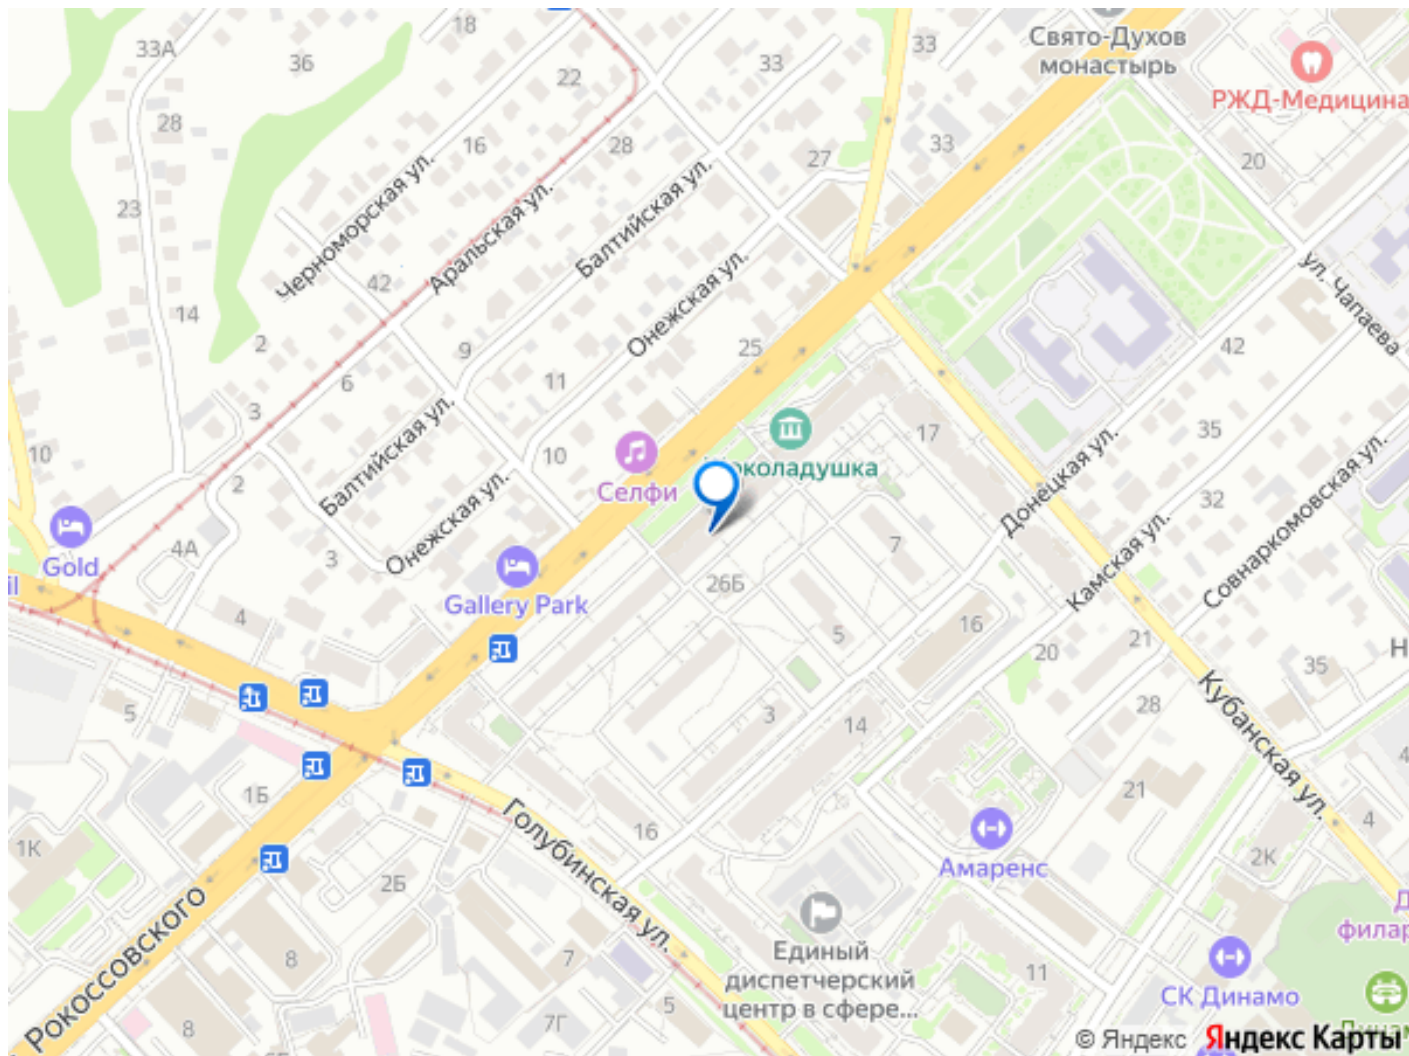 18
33А
36
22
33
33
Свято-Духов
монастырь
РЖД-Медицина
28
16
28
27
33
20
Черноморская ул.
Аральская ул.
Балтийская ул.
Онежская ул.
ул. Чапаева
23
42
14
2
9
25
42
6
11
3
10
10
17
35
Балтийская ул.
Онежская ул.
Селфи
Донецкая ул.
Камская ул.
Совнаркомовская ул.
2
32
Gold
4А
3
7
Gallery Park
26Б
4
5
16
21
20
35
Н
5
3
14
28
Кубанская ул.
4
1Б
21
Голубинская ул.
16
4
1К
2Б
Амаренс
2К
Рокоссовского
8
7
Единый
диспетчерский
центр в сфере...
11
СК Динамо
8
7Г
5
© Яндекс
Яндекс Карты